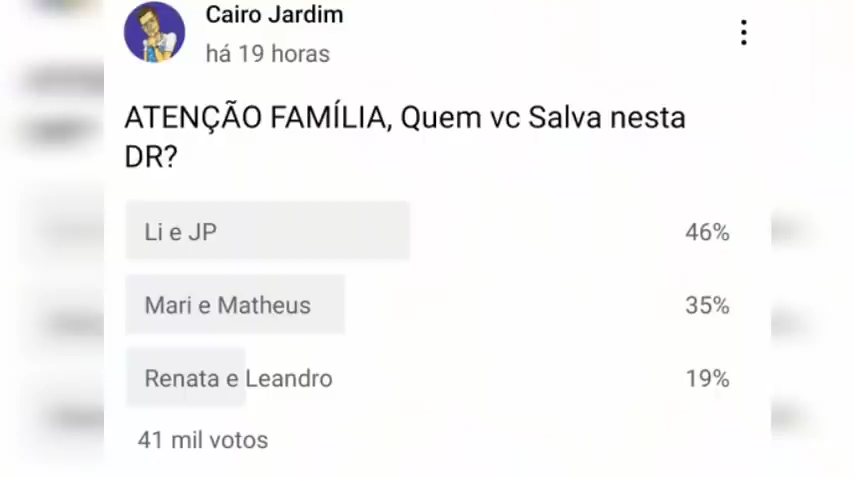 Cairo Jardim
há 19 horas
ATENÇÃO FAMÍLIA, Quem vc Salva nesta
DR?
Li e JP 46%
Mari e Matheus 35%
Renata e Leandro 19%
41 mil votos